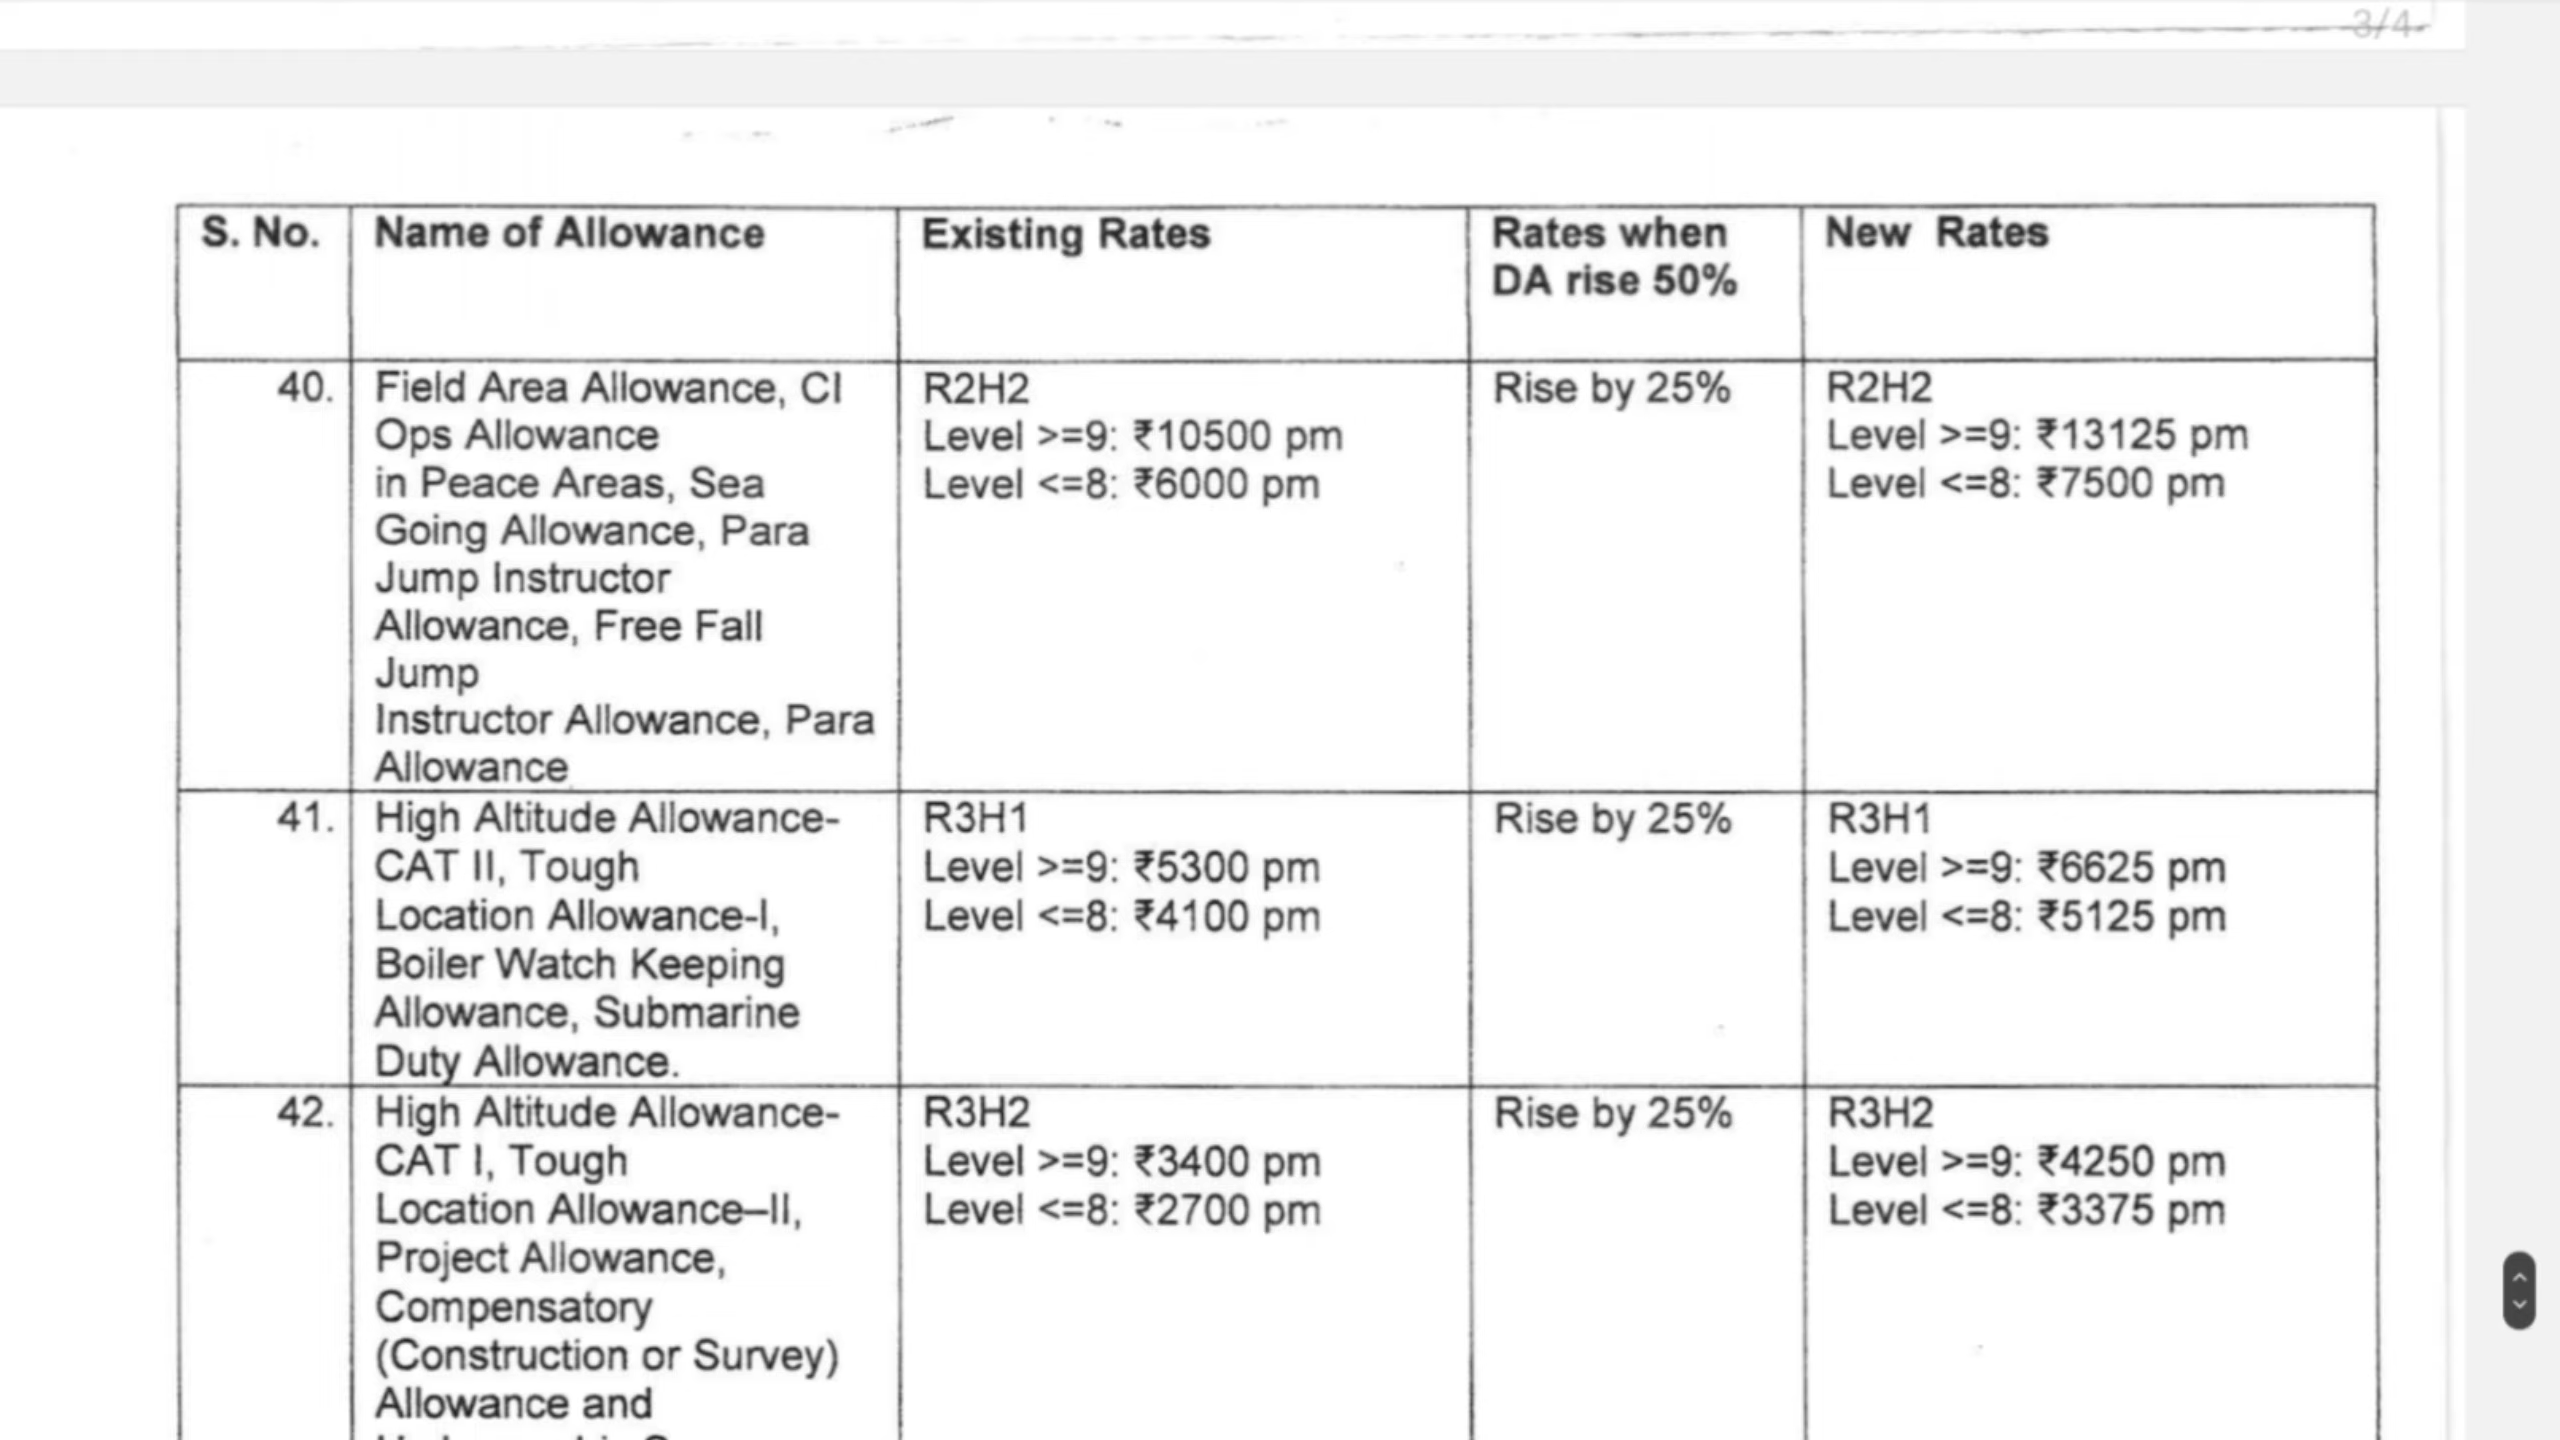 3/4
S. No. Name of Allowance Existing Rates Rates when DA rise 50% New Rates
40. Field Area Allowance, CI Ops Allowance in Peace Areas, Sea Going Allowance, Para Jump Instructor Allowance, Free Fall Jump Instructor Allowance, Para Allowance
R2H2
Level >=9: ₹10500 pm
Level <=8: ₹6000 pm
Rise by 25%
R2H2
Level >=9: ₹13125 pm
Level <=8: ₹7500 pm
41. High Altitude Allowance-
CAT II, Tough
Location Allowance-I,
Boiler Watch Keeping
Allowance, Submarine
Duty Allowance.
R3H1
Level >=9: ₹5300 pm
Level <=8: ₹4100 pm
Rise by 25%
R3H1
Level >=9: ₹6625 pm
Level <=8: ₹5125 pm
42. High Altitude Allowance-
CAT I, Tough
Location Allowance–II,
Project Allowance,
Compensatory
(Construction or Survey)
Allowance and
R3H2
Level >=9: ₹3400 pm
Level <=8: ₹2700 pm
Rise by 25%
R3H2
Level >=9: ₹4250 pm
Level <=8: ₹3375 pm